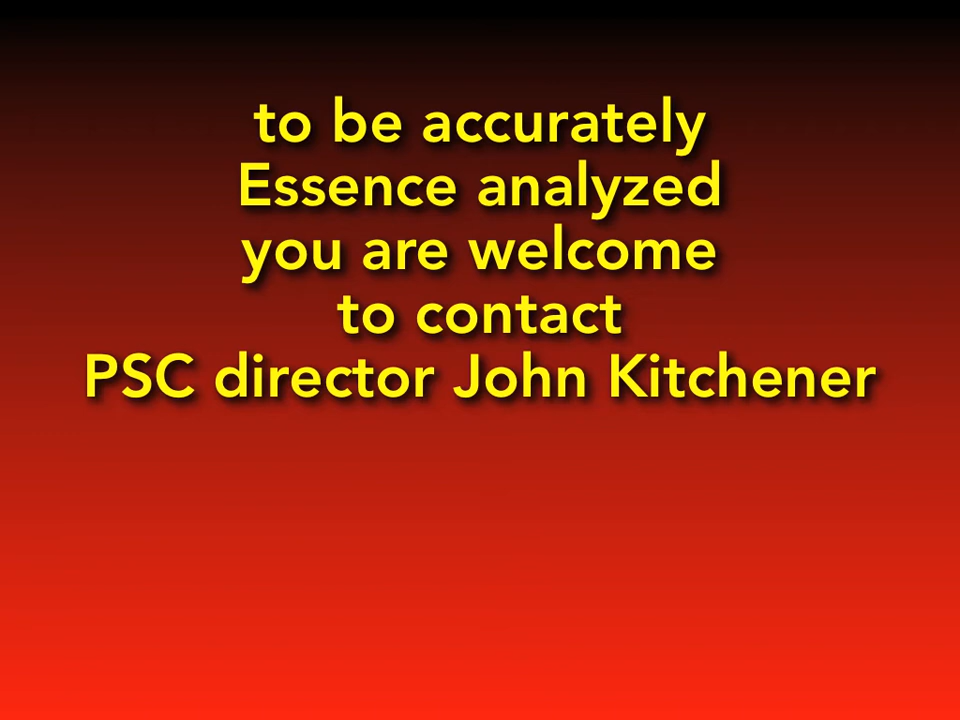 to be accurately
Essence analyzed
you are welcome
to contact
PSC director John Kitchener